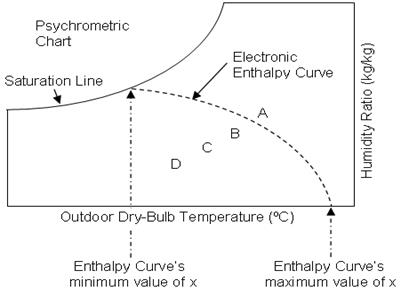 Psychrometric
Chart
Saturation Line
Electronic
Enthalpy Curve
A
B
C
D
Humidity Ratio (kg/kg)
Outdoor Dry-Bulb Temperature (ºC)
Enthalpy Curve's
minimum value of x
Enthalpy Curve's
maximum value of x